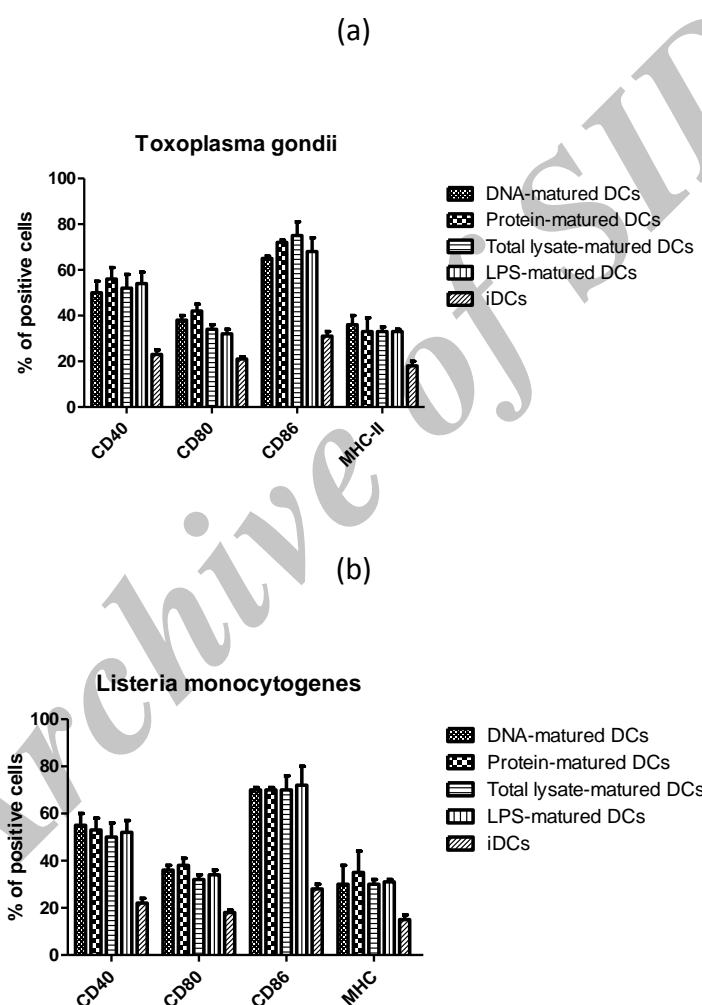 (a)
Toxoplasma gondii
% of positive cells
100
80
60
40
20
0
CD40
CD80
CD86
MHC-II
DNA-matured DCs
Protein-matured DCs
Total lysate-matured DCs
LPS-matured DCs
iDCs
(b)
Listeria monocytogenes
% of positive cells
100
80
60
40
20
0
CD40
CD80
CD86
MHC
DNA-matured DCs
Protein-matured DCs
Total lysate-matured DCs
LPS-matured DCs
iDCs
Archive of SID